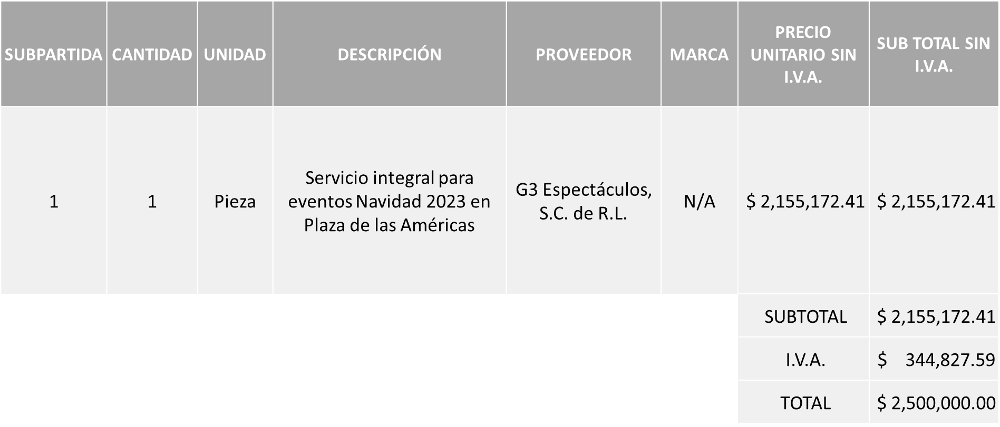 SUBPARTIDA
CANTIDAD
UNIDAD
DESCRIPCIÓN
PROVEEDOR
MARCA
PRECIO
UNITARIO SIN
I.V.A.
SUB TOTAL SIN
I.V.A.
1
1
Pieza
Servicio integral para
eventos Navidad 2023 en
Plaza de las Américas
G3 Espectáculos,
S.C. de R.L.
N/A
$ 2,155,172.41
$ 2,155,172.41
SUBTOTAL
$ 2,155,172.41
I.V.A.
$ 344,827.59
TOTAL
$ 2,500,000.00